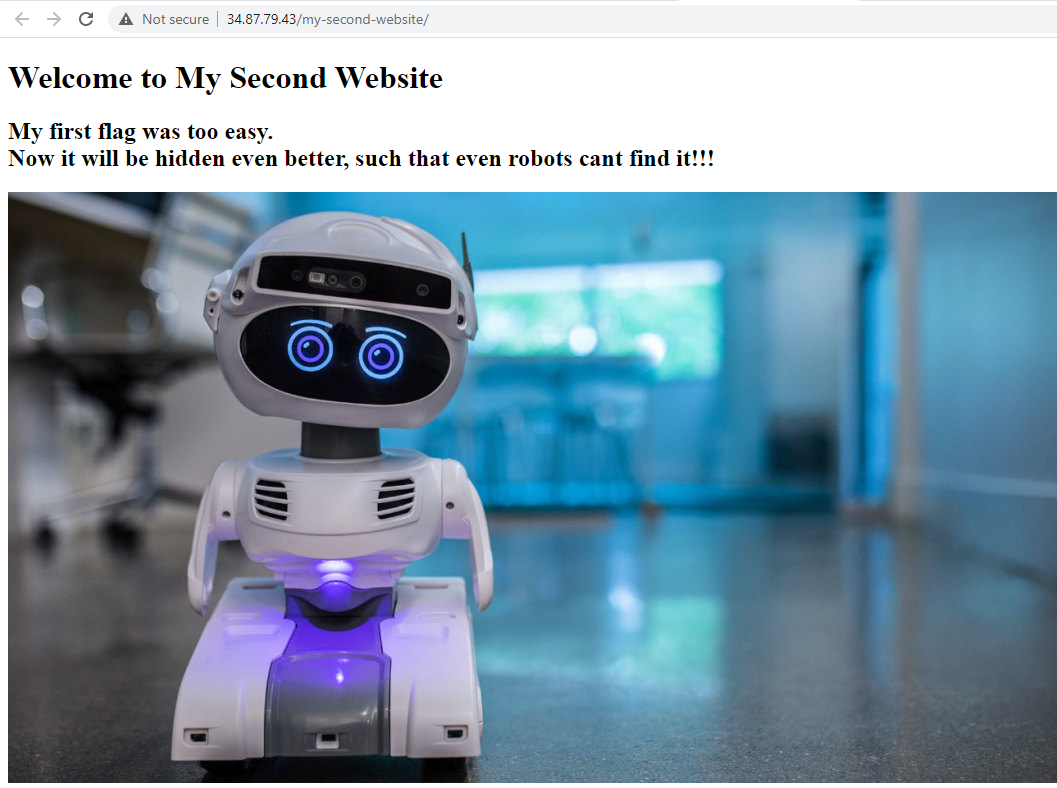 Not secure 34.87.79.43/my-second-website/
Welcome to My Second Website
My first flag was too easy.
Now it will be hidden even better, such that even robots cant find it!!!